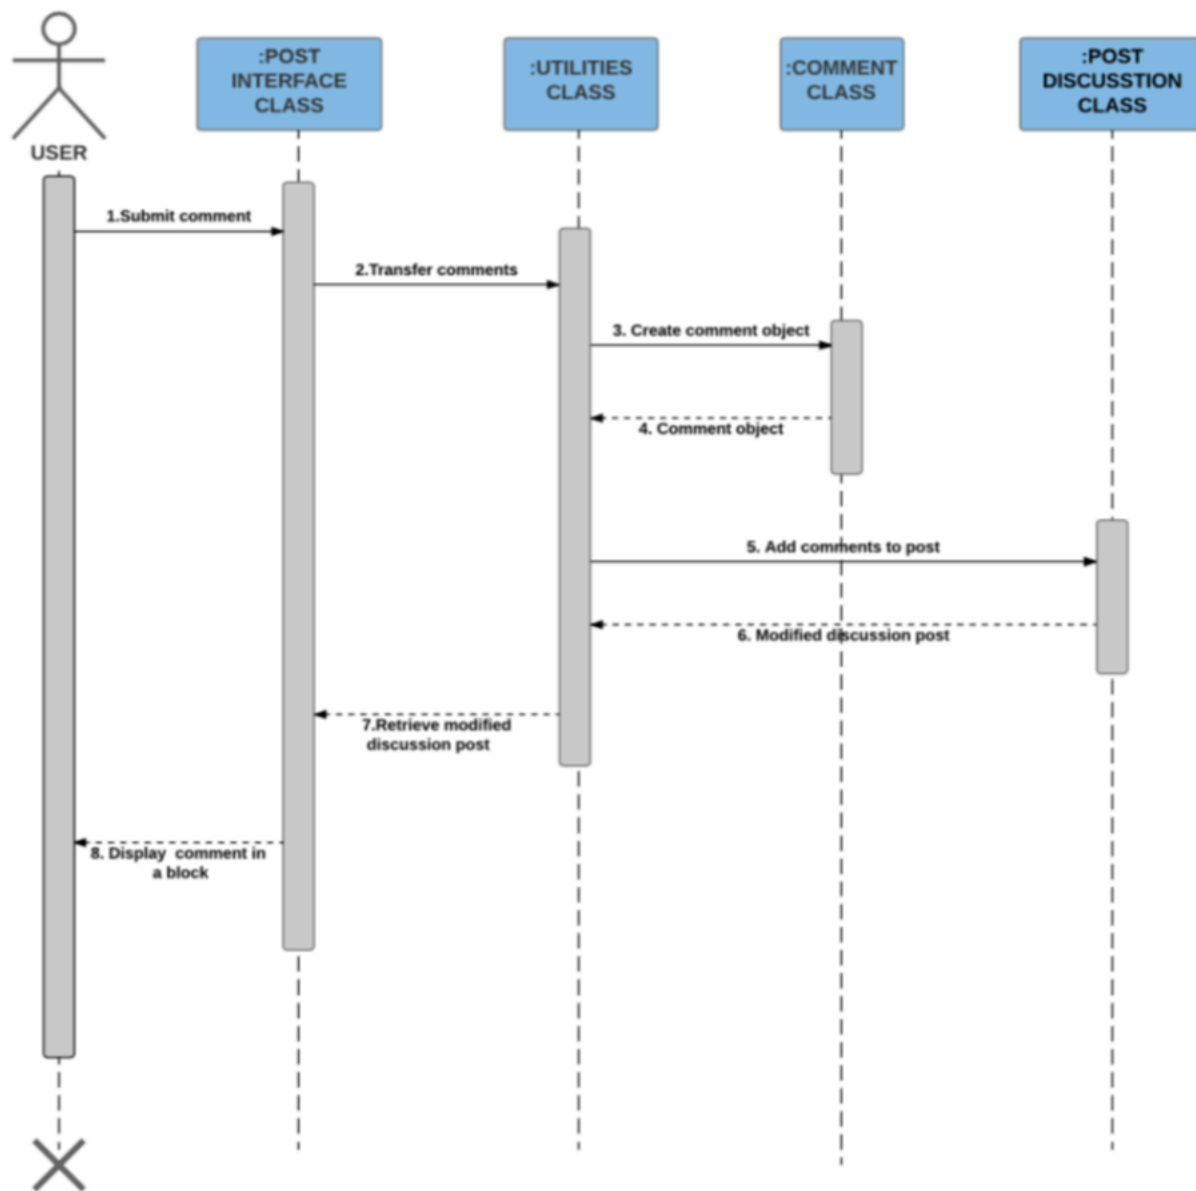 :POST
INTERFACE
CLASS
:UTILITIES
CLASS
:COMMENT
CLASS
:POST
DISCUSSTION
CLASS
USER
1.Submit comment
2.Transfer comments
3. Create comment object
4. Comment object
5. Add comments to post
6. Modified discussion post
7.Retrieve modified
discussion post
8. Display comment in
a block